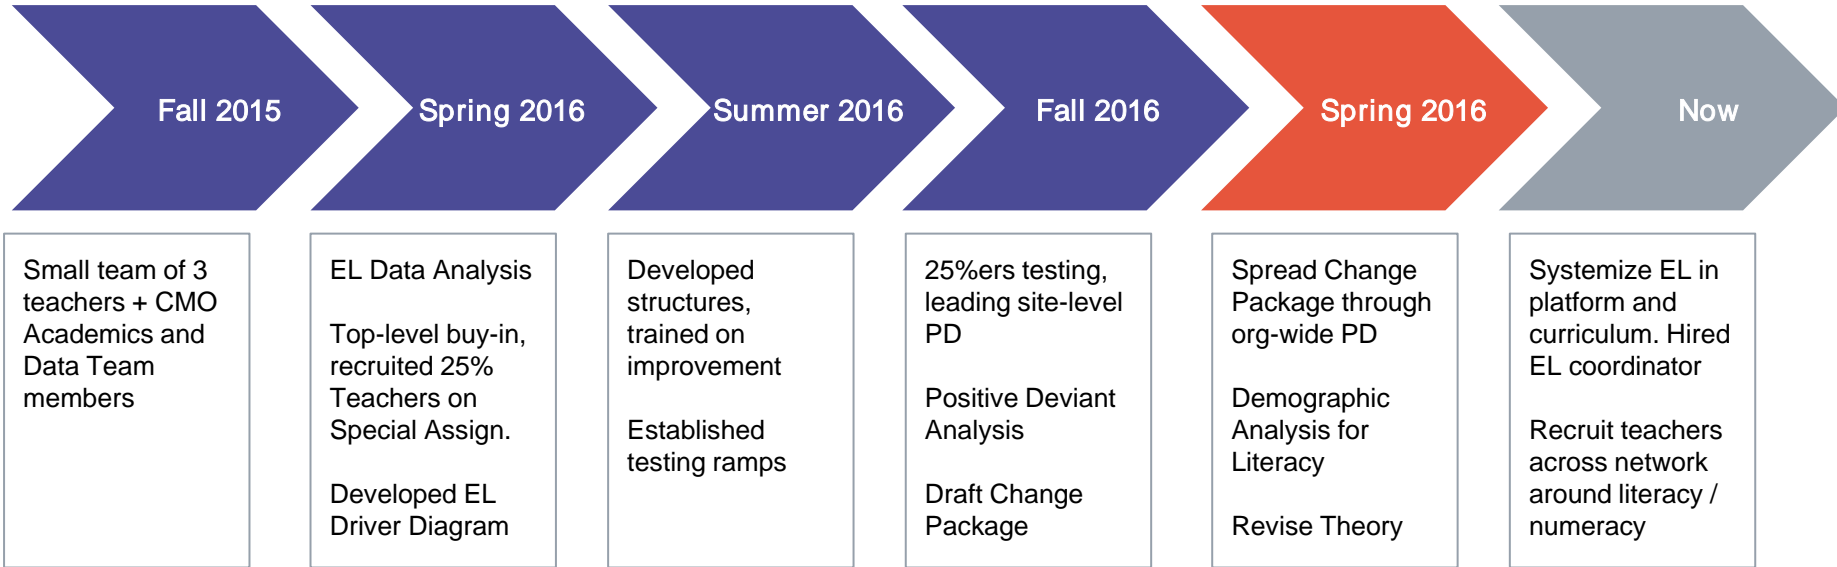 Fall 2015
Spring 2016
Summer 2016
Fall 2016
Spring 2016
Now
Small team of 3
teachers + CMO
Academics and
Data Team
members
EL Data Analysis
Top-level buy-in,
recruited 25%
Teachers on
Special Assign.
Developed EL
Driver Diagram
Developed
structures,
trained on
improvement
Established
testing ramps
25%ers testing,
leading site-level
PD
Positive Deviant
Analysis
Draft Change
Package
Spread Change
Package through
org-wide PD
Demographic
Analysis for
Literacy
Revise Theory
Systemize EL in
platform and
curriculum. Hired
EL coordinator
Recruit teachers
across network
around literacy /
numeracy